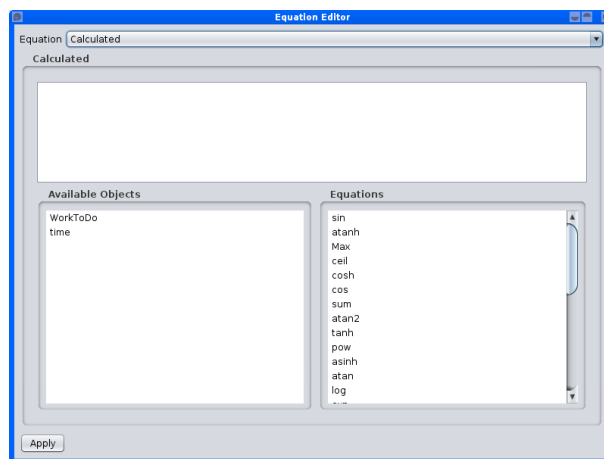 Equation Editor
Equation Calculated
Calculated
Available Objects
WorkToDo
time
Equations
sin
atanh
Max
ceil
cosh
cos
sum
atan2
tanh
pow
asinh
atan
log
Apply